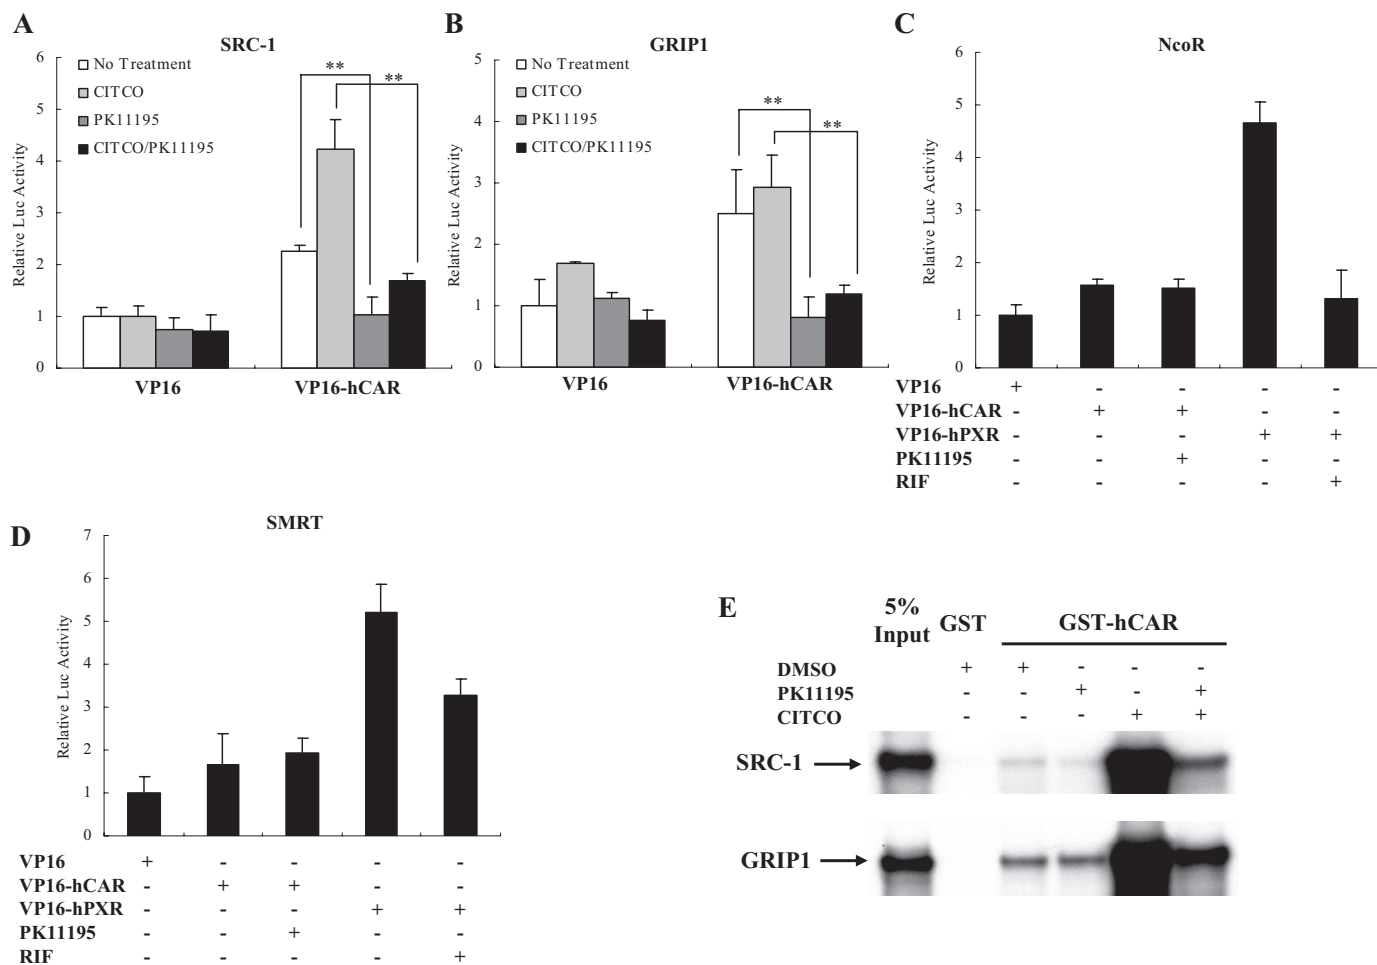 A
SRC-1
Relative Luc Activity
6
5
4
3
2
1
0
No Treatment
CITCO
PK11195
CITCO/PK11195
**
**
VP16
VP16-hCAR
B
GRIP1
Relative Luc Activity
5
4
3
2
1
0
No Treatment
CITCO
PK11195
CITCO/PK11195
**
**
VP16
VP16-hCAR
C
NcoR
Relative Luc Activity
6
5
4
3
2
1
0
VP16 + - - - -
VP16-hCAR - + + - -
VP16-hPXR - - - + +
PK11195 - - + - -
RIF - - - - +
D
SMRT
Relative Luc Activity
7
6
5
4
3
2
1
0
VP16 + - - - -
VP16-hCAR - + + - -
VP16-hPXR - - - + +
PK11195 - - + - -
RIF - - - - +
E
5% Input
GST
GST-hCAR
DMSO + + - - -
PK11195 - - + - +
CITCO - - - + +
SRC-1
GRIP1